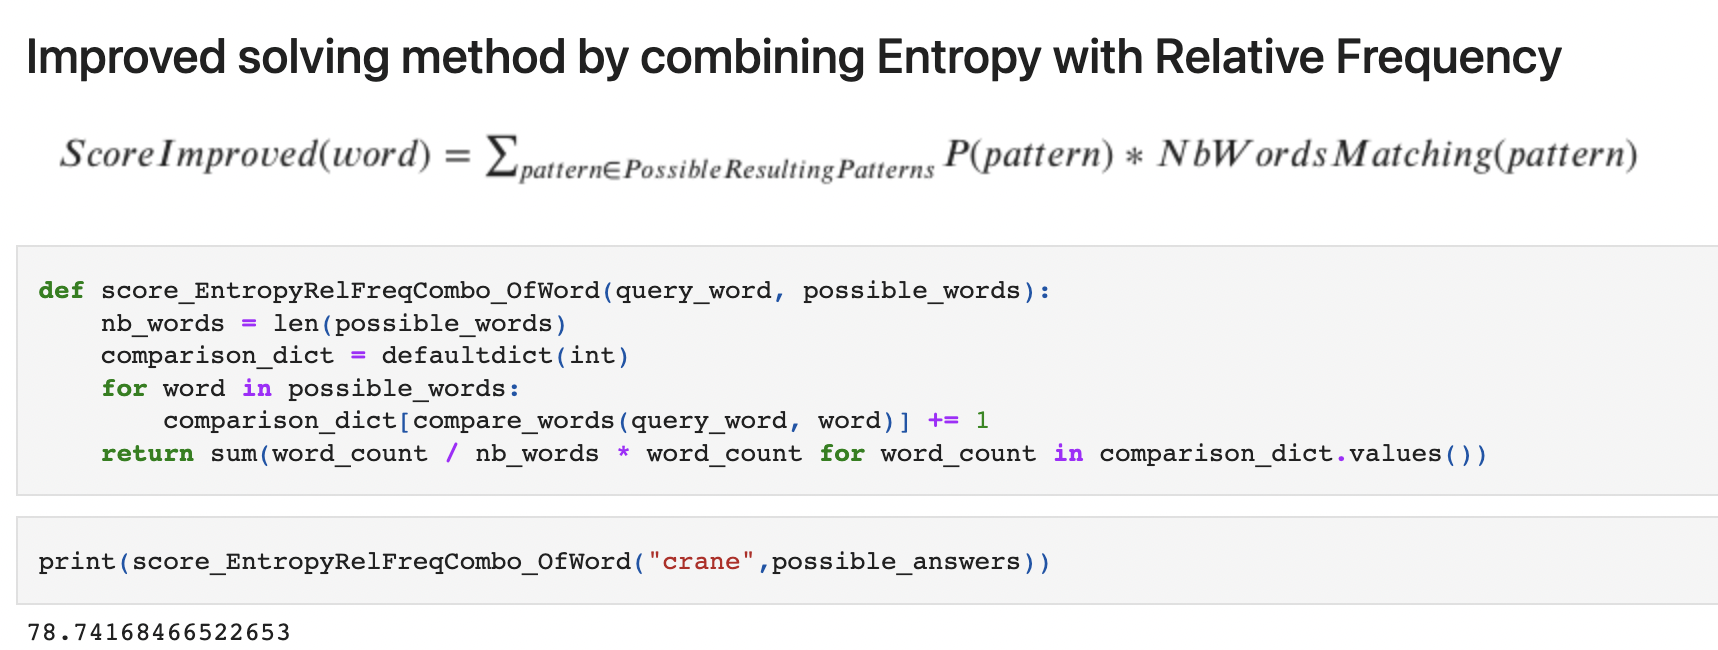 Improved solving method by combining Entropy with Relative Frequency
ScoreImproved(word) = ∑pattern∈PossibleResultingPatterns P(pattern) * NbWordsMatching(pattern)
def score_EntropyRelFreqCombo_OfWord(query_word, possible_words):
    nb_words = len(possible_words)
    comparison_dict = defaultdict(int)
    for word in possible_words:
        comparison_dict[compare_words(query_word, word)] += 1
    return sum(word_count / nb_words * word_count for word_count in comparison_dict.values())
print(score_EntropyRelFreqCombo_OfWord("crane",possible_answers))
78.74168466522653